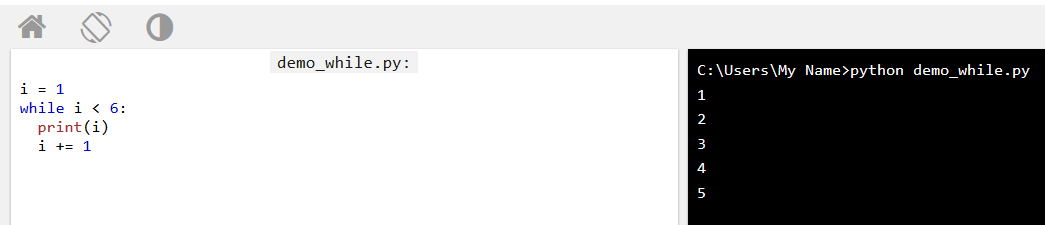 demo_while.py:
i = 1
while i < 6:
  print(i)
  i += 1
C:\Users\My Name>python demo_while.py
1
2
3
4
5